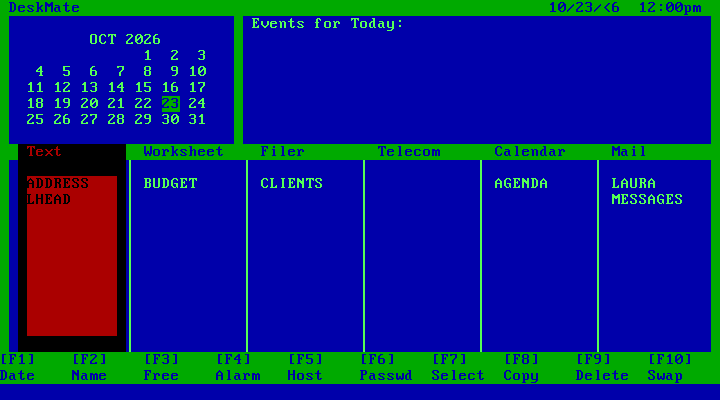 DeskMate 10/23/<6 12:00pm
OCT 2026
1 2 3
4 5 6 7 8 9 10
11 12 13 14 15 16 17
18 19 20 21 22 23 24
25 26 27 28 29 30 31
Events for Today:
Text Worksheet Filer Telecom Calendar Mail
ADDRESS BUDGET CLIENTS AGENDA LAURA
LHEAD MESSAGES
[F1] [F2] [F3] [F4] [F5] [F6] [F7] [F8] [F9] [F10]
Date Name Free Alarm Host Passwd Select Copy Delete Swap